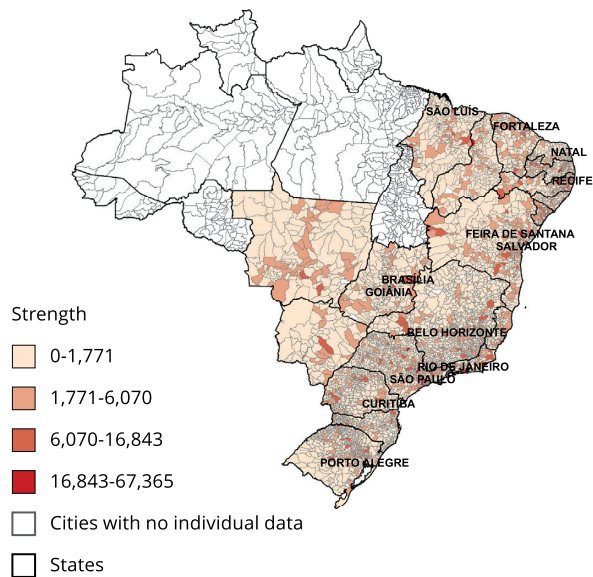 SÃO LUÍS
FORTALEZA
NATAL
RECIFE
FEIRA DE SANTANA
SALVADOR
BRASÍLIA
GOIÂNIA
BELO HORIZONTE
RIO DE JANEIRO
SÃO PAULO
CURITIBA
PORTO ALEGRE
Strength
0-1,771
1,771-6,070
6,070-16,843
16,843-67,365
Cities with no individual data
States